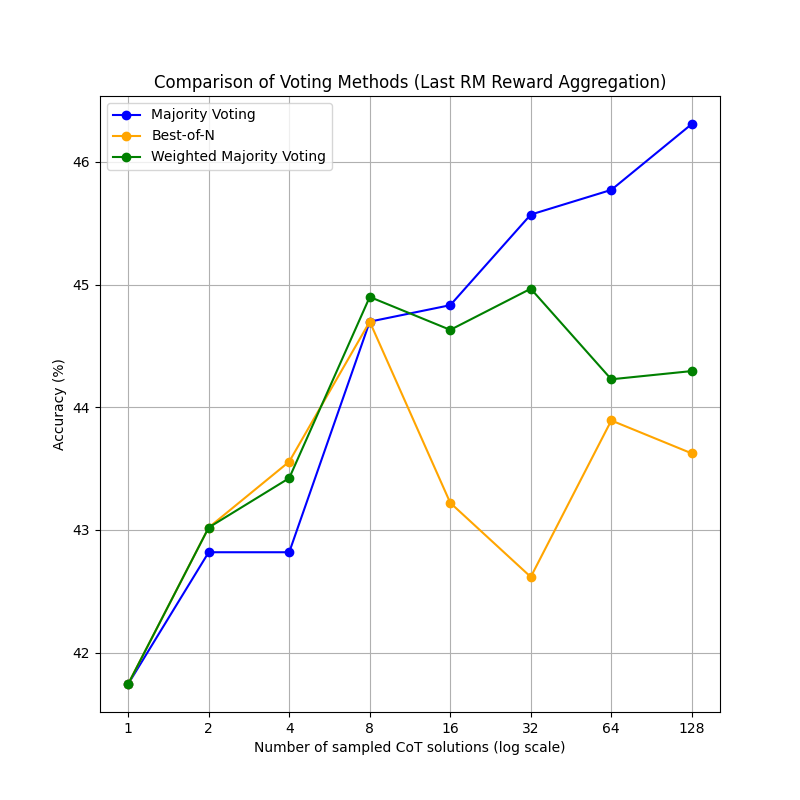 Comparison of Voting Methods (Last RM Reward Aggregation)
Majority Voting
Best-of-N
Weighted Majority Voting
46
45
44
43
42
Accuracy (%)
1 2 4 8 16 32 64 128
Number of sampled CoT solutions (log scale)